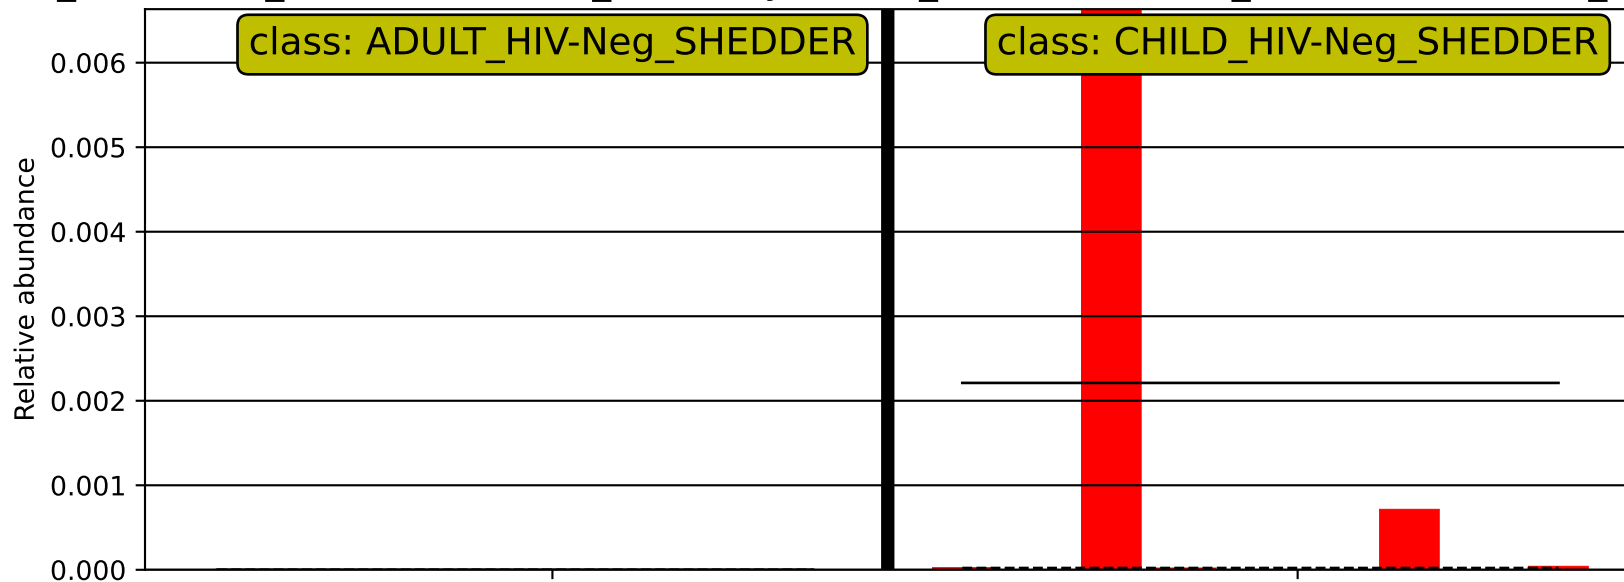 class: ADULT_HIV-Neg_SHEDDER
class: CHILD_HIV-Neg_SHEDDER
0.006
0.005
0.004
0.003
0.002
0.001
0.000
Relative abundance